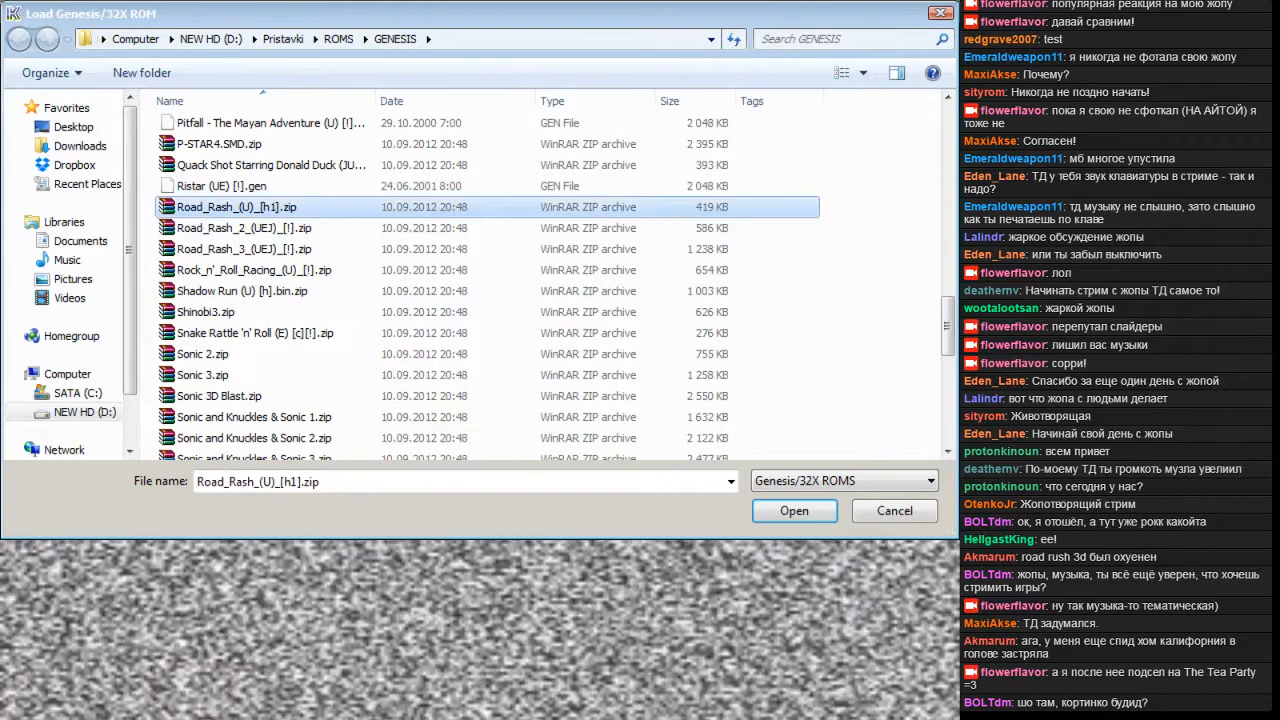 Load Genesis/32X ROM
Computer
NEW HD (D:)
Pristavki
ROMS
GENESIS
Search GENESIS
Organize
New folder
Favorites
Desktop
Downloads
Dropbox
Recent Places
Libraries
Documents
Music
Pictures
Videos
Homegroup
Computer
SATA (C:)
NEW HD (D:)
Network
Name Date Type Size Tags
Pitfall - The Mayan Adventure (U) [!]... 29.10.2000 7:00 GEN File 2 048 KB
P-STAR4.SMD.zip 10.09.2012 20:48 WinRAR ZIP archive 2 395 KB
Quack Shot Starring Donald Duck (JU... 10.09.2012 20:48 WinRAR ZIP archive 393 KB
Ristar (UE) [!].gen 24.06.2001 8:00 GEN File 2 048 KB
Road_Rash_(U)_[h1].zip 10.09.2012 20:48 WinRAR ZIP archive 419 KB
Road_Rash_2_(UEJ)_[!].zip 10.09.2012 20:48 WinRAR ZIP archive 586 KB
Road_Rash_3_(UEJ)_[!].zip 10.09.2012 20:48 WinRAR ZIP archive 1 238 KB
Rock_n'_Roll_Racing_(U)_[!].zip 10.09.2012 20:48 WinRAR ZIP archive 654 KB
Shadow Run (U) [h].bin.zip 10.09.2012 20:48 WinRAR ZIP archive 1 003 KB
Shinobi3.zip 10.09.2012 20:48 WinRAR ZIP archive 626 KB
Snake Rattle 'n' Roll (E) [c][!].zip 10.09.2012 20:48 WinRAR ZIP archive 276 KB
Sonic 2.zip 10.09.2012 20:48 WinRAR ZIP archive 755 KB
Sonic 3.zip 10.09.2012 20:48 WinRAR ZIP archive 1 258 KB
Sonic 3D Blast.zip 10.09.2012 20:48 WinRAR ZIP archive 2 550 KB
Sonic and Knuckles & Sonic 1.zip 10.09.2012 20:48 WinRAR ZIP archive 1 632 KB
Sonic and Knuckles & Sonic 2.zip 10.09.2012 20:48 WinRAR ZIP archive 2 122 KB
Sonic and Knuckles & Sonic 3.zip 10.09.2012 20:48 WinRAR ZIP archive 2 477 KB
File name: Road_Rash_(U)_[h1].zip
Genesis/32X ROMS
Open
Cancel
flowerflavor: популярная реакция на мою жопу
flowerflavor: давай сравним!
redgrave2007: test
Emeraldweapon11: я никогда не фотала свою жопу
MaxiAkse: Почему?
sityrom: Никогда не поздно начать!
flowerflavor: пока я свою не сфоткал (НА АЙТОЙ) я
тоже не
MaxiAkse: Согласен!
Emeraldweapon11: мб многое упустила
Eden_Lane: ТД у тебя звук клавиатуры в стриме - так и
надо?
Emeraldweapon11: тд музыку не слышно, зато слышно
как ты печатаешь по клаве
Lalindr: жаркое обсуждение жопы
Eden_Lane: или ты забыл выключить
flowerflavor: лол
deathernv: Начинать стрим с жопы ТД самое то!
wootalootsan: жаркой жопы
flowerflavor: перепутал слайдеры
flowerflavor: лишил вас музыки
flowerflavor: сорри!
Eden_Lane: Спасибо за еще один день с жопой
Lalindr: вот что жопа с людьми делает
sityrom: Животворящая
Eden_Lane: Начинай свой день с жопы
protonkinoun: всем привет
deathernv: По-моему ТД ты громкоть музла увелиил
protonkinoun: что сегодня у нас?
OtenkoJr: Жопотворящий стрим
BOLTdm: ок, я отошёл, а тут уже рокк какойта
HellgastKing: ее!
Akmarum: road rush 3d был охуенен
BOLTdm: жопы, музыка, ты всё ещё уверен, что хочешь
стримить игры?
flowerflavor: ну так музыка-то тематическая)
MaxiAkse: ТД задумался.
Akmarum: ага, у меня еще спид хом калифорния в
голове застряла
flowerflavor: а я после нее подсел на The Tea Party
=3
BOLTdm: шо там, кортинко будид?